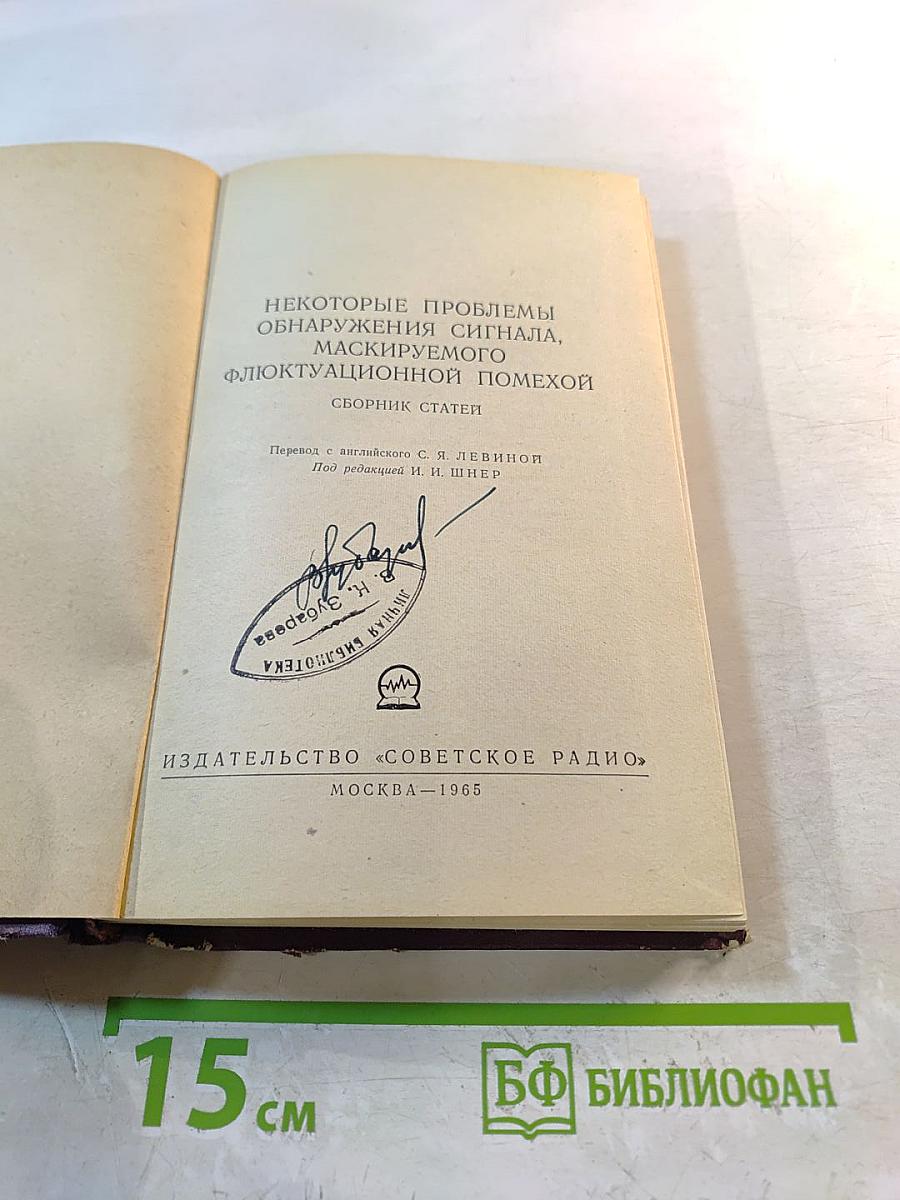 НЕКОТОРЫЕ ПРОБЛЕМЫ
ОБНАРУЖЕНИЯ СИГНАЛА,
МАСКИРУЕМОГО
ФЛЮКТУАЦИОННОЙ ПОМЕХОЙ
СБОРНИК СТАТЕЙ
Перевод с английского С. Я. ЛЕВИНОЙ
Под редакцией И. И. ШНЕР
ЛИЧНАЯ БИБЛИОТЕКА
В. Н. Зубарева
ИЗДАТЕЛЬСТВО «СОВЕТСКОЕ РАДИО»
МОСКВА—1965
15 см
БФ БИБЛИОФАН